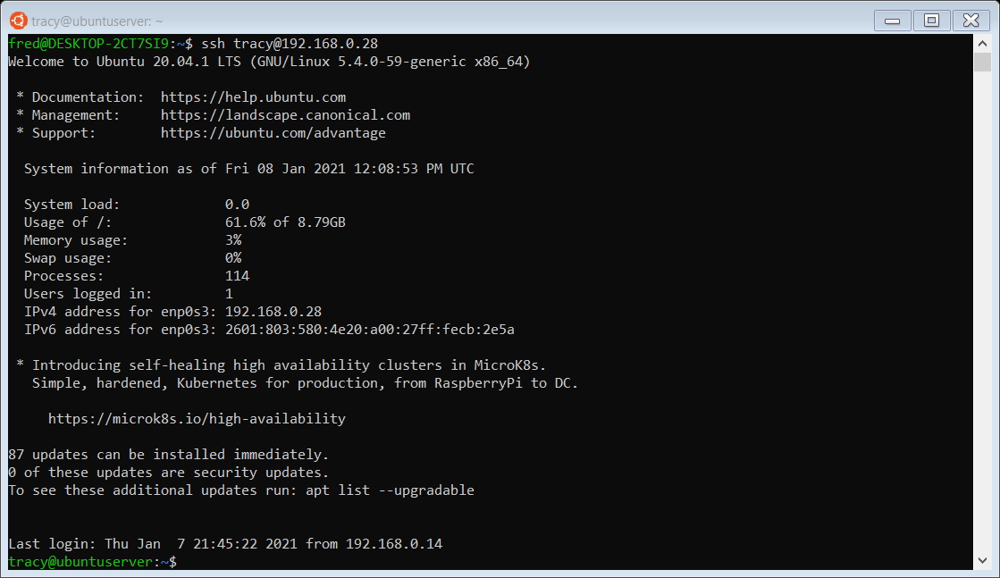 tracy@ubuntuserver: ~
fred@DESKTOP-2CT7SI9:~$ ssh tracy@192.168.0.28
Welcome to Ubuntu 20.04.1 LTS (GNU/Linux 5.4.0-59-generic x86_64)

 * Documentation:  https://help.ubuntu.com
 * Management:     https://landscape.canonical.com
 * Support:        https://ubuntu.com/advantage

  System information as of Fri 08 Jan 2021 12:08:53 PM UTC

  System load:             0.0
  Usage of /:              61.6% of 8.79GB
  Memory usage:            3%
  Swap usage:              0%
  Processes:               114
  Users logged in:         1
  IPv4 address for enp0s3: 192.168.0.28
  IPv6 address for enp0s3: 2601:803:580:4e20:a00:27ff:fecb:2e5a

 * Introducing self-healing high availability clusters in MicroK8s.
   Simple, hardened, Kubernetes for production, from RaspberryPi to DC.

     https://microk8s.io/high-availability

87 updates can be installed immediately.
0 of these updates are security updates.
To see these additional updates run: apt list --upgradable


Last login: Thu Jan  7 21:45:22 2021 from 192.168.0.14
tracy@ubuntuserver:~$